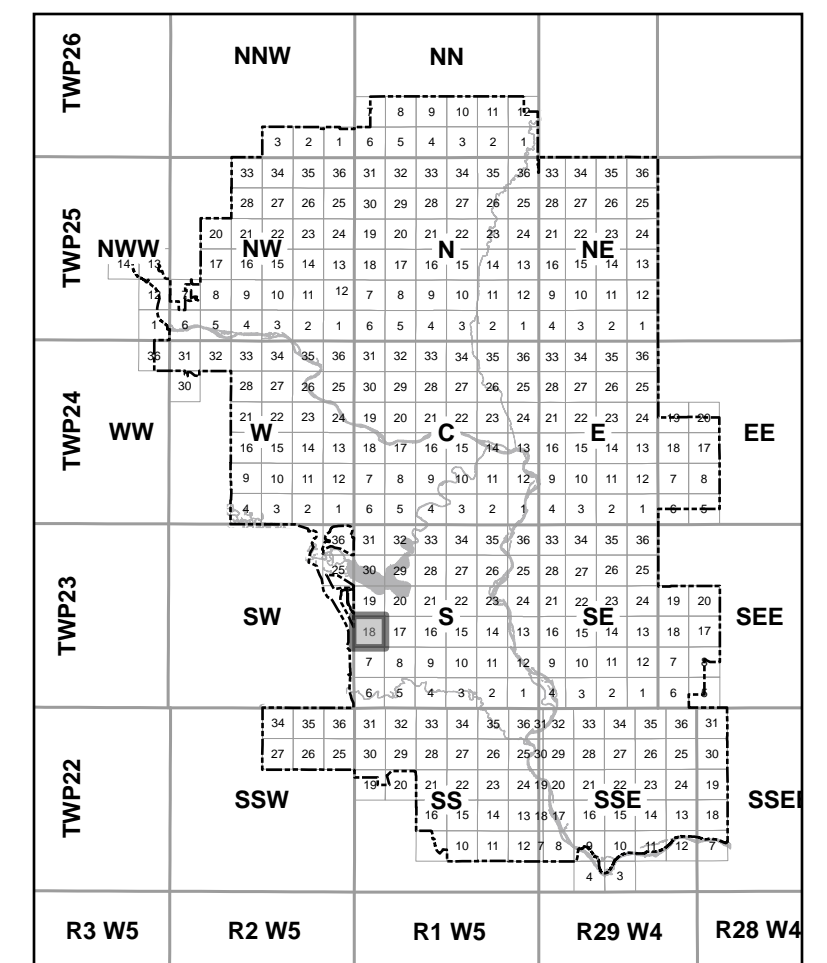 TWP26 NNW NN
7 8 9 10 11 12
3 2 1 6 5 4 3 2 1
33 34 35 36 31 32 33 34 35 36 33 34 35 36
28 27 26 25 30 29 28 27 26 25 28 27 26 25
20 21 22 23 24 19 20 21 22 23 24 21 22 23 24
TWP25 NWW NW N NE
14 13 17 16 15 14 13 18 17 16 15 14 13 16 15 14 13
12 7 8 9 10 11 12 7 8 9 10 11 12 9 10 11 12
1 6 5 4 3 2 1 6 5 4 3 2 1 4 3 2 1
36 31 32 33 34 35 36 31 32 33 34 35 36 33 34 35 36
30 28 27 26 25 30 29 28 27 26 25 28 27 26 25
21 22 23 24 19 20 21 22 23 24 21 22 23 24 19 20
TWP24 WW W C E EE
16 15 14 13 18 17 16 15 14 13 16 15 14 13 18 17
9 10 11 12 7 8 9 10 11 12 9 10 11 12 7 8
4 3 2 1 6 5 4 3 2 1 4 3 2 1 6 5
36 31 32 33 34 35 36 33 34 35 36
25 30 29 28 27 26 25 28 27 26 25
19 20 21 22 23 24 21 22 23 24 19 20
TWP23 SW S SE SEE
18 17 16 15 14 13 16 15 14 13 18 17
7 8 9 10 11 12 9 10 11 12 7 8
6 5 4 3 2 1 4 3 2 1 6
34 35 36 31 32 33 34 35 36 31 32 33 34 35 36 31
27 26 25 30 29 28 27 26 25 30 29 28 27 26 25 30
19 20 21 22 23 24 19 20 21 22 23 24 19
TWP22 SSW SS SSE SSEE
16 15 14 13 18 17 16 15 14 13 18
10 11 12 7 8 9 10 11 12 7
4 3
R3 W5 R2 W5 R1 W5 R29 W4 R28 W4